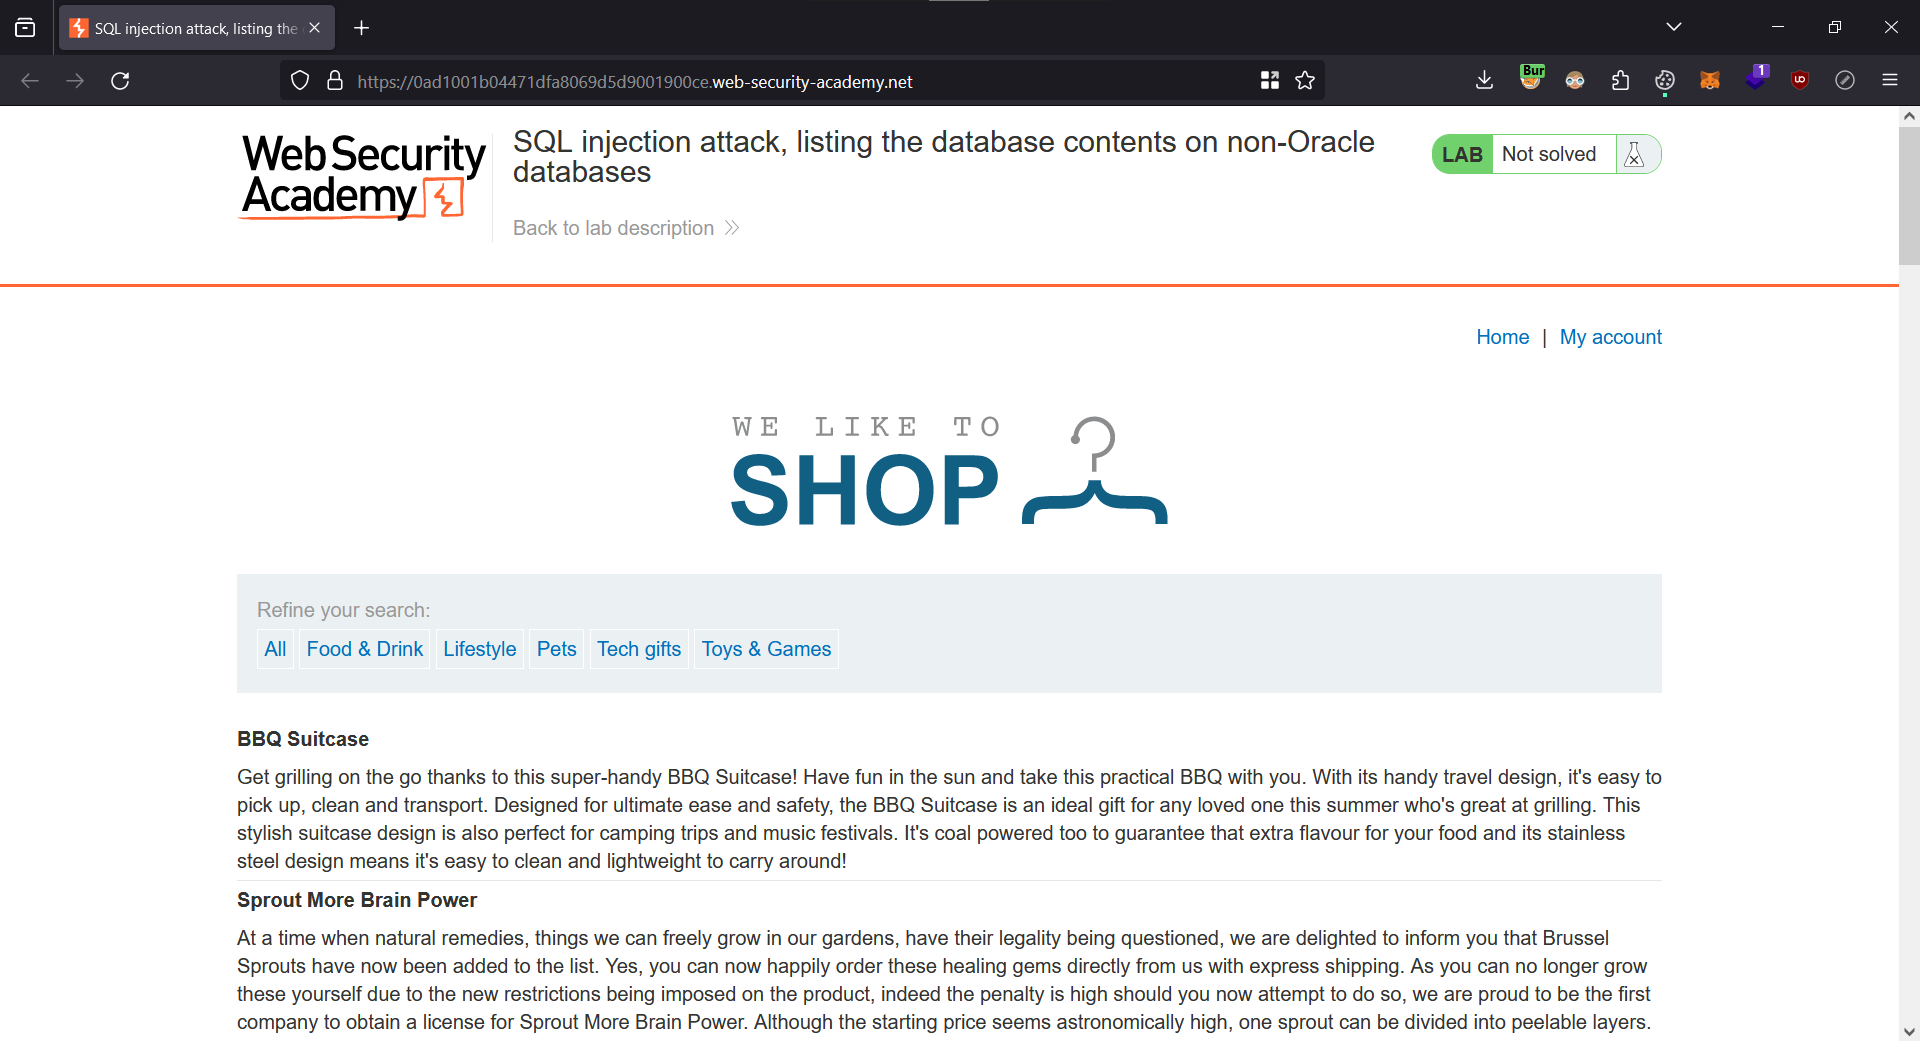 SQL injection attack, listing the
https://0ad1001b04471dfa8069d5d9001900ce.web-security-academy.net
Bur
1
Web Security
Academy
SQL injection attack, listing the database contents on non-Oracle
databases
Back to lab description
LAB Not solved
Home | My account
WE LIKE TO
SHOP
Refine your search:
All Food & Drink Lifestyle Pets Tech gifts Toys & Games
BBQ Suitcase
Get grilling on the go thanks to this super-handy BBQ Suitcase! Have fun in the sun and take this practical BBQ with you. With its handy travel design, it's easy to
pick up, clean and transport. Designed for ultimate ease and safety, the BBQ Suitcase is an ideal gift for any loved one this summer who's great at grilling. This
stylish suitcase design is also perfect for camping trips and music festivals. It's coal powered too to guarantee that extra flavour for your food and its stainless
steel design means it's easy to clean and lightweight to carry around!
Sprout More Brain Power
At a time when natural remedies, things we can freely grow in our gardens, have their legality being questioned, we are delighted to inform you that Brussel
Sprouts have now been added to the list. Yes, you can now happily order these healing gems directly from us with express shipping. As you can no longer grow
these yourself due to the new restrictions being imposed on the product, indeed the penalty is high should you now attempt to do so, we are proud to be the first
company to obtain a license for Sprout More Brain Power. Although the starting price seems astronomically high, one sprout can be divided into peelable layers.